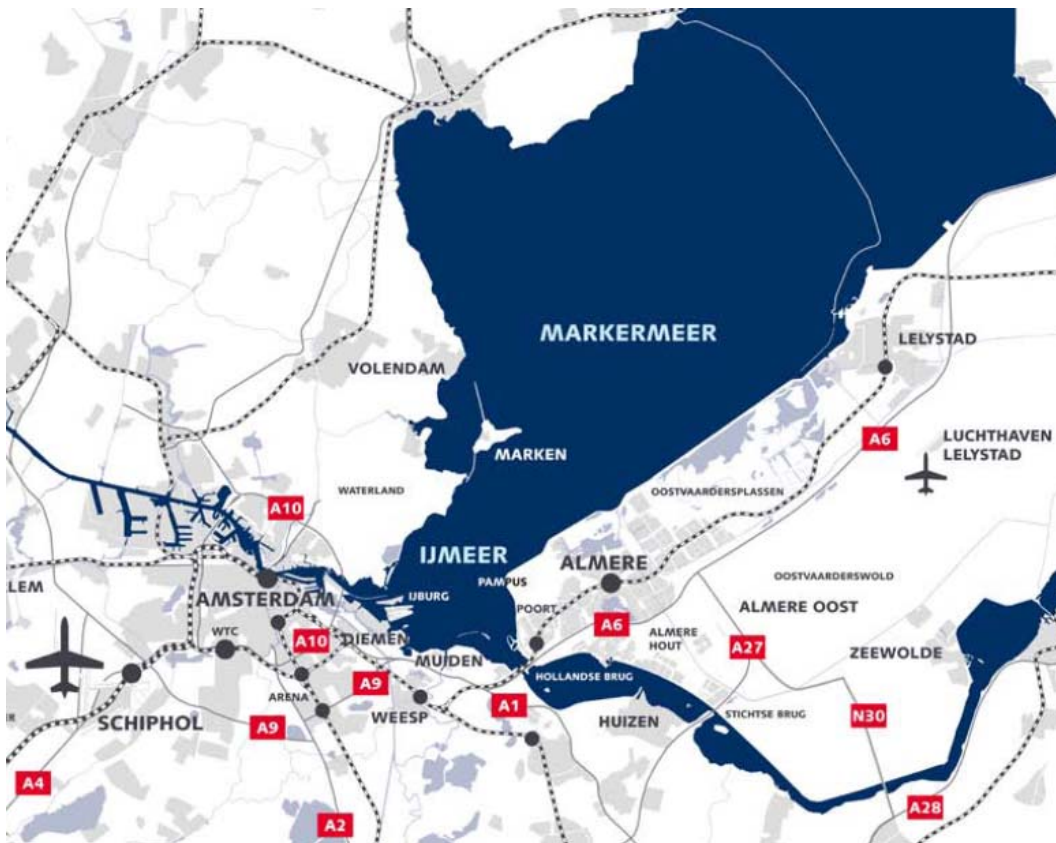 MARKERMEER
LELYSTAD
VOLENDAM
A6
LUCHTHAVEN
LELYSTAD
MARKEN
WATERLAND
OOSTVAARDERSPLASSEN
A10
IJMEER
ALMERE
PAMPUS
OOSTVAARDERSWOLD
LEM
AMSTERDAM
IJBURG
POORT
ALMERE OOST
WTC
A10
DIEMEN
A6
ALMERE
HOUT
A27
MUIDEN
ZEEWOLDE
HOLLANDSE BRUG
ARENA
A9
SCHIPHOL
A9
WEESP
A1
HUIZEN
STICHTSE BRUG
N30
A4
A2
A28